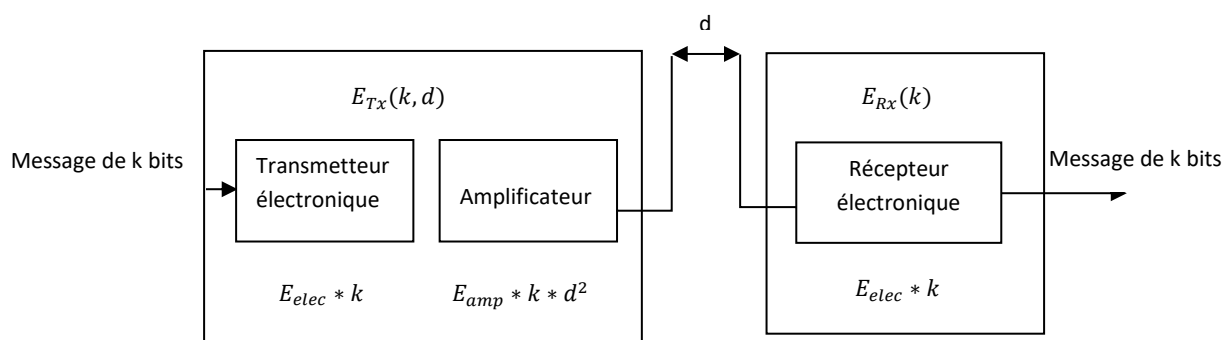 d
E_{Tx}(k, d)
E_{Rx}(k)
Message de k bits
Transmetteur
électronique
Amplificateur
Récepteur
électronique
Message de k bits
E_{elec} * k
E_{amp} * k * d^2
E_{elec} * k